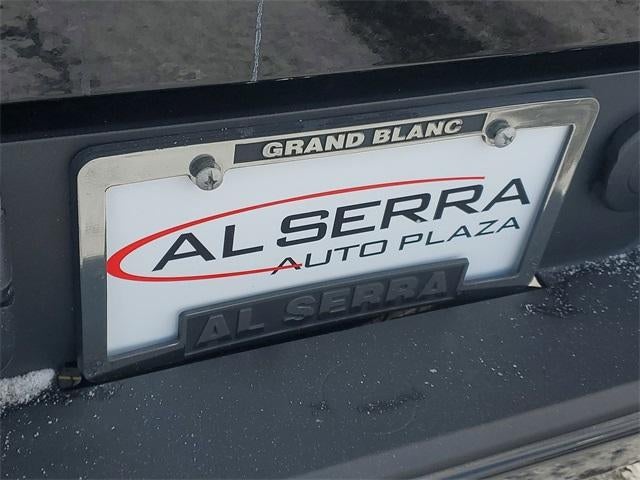 GRAND BLANC
AL SERRA
AUTO PLAZA
AL SERRA